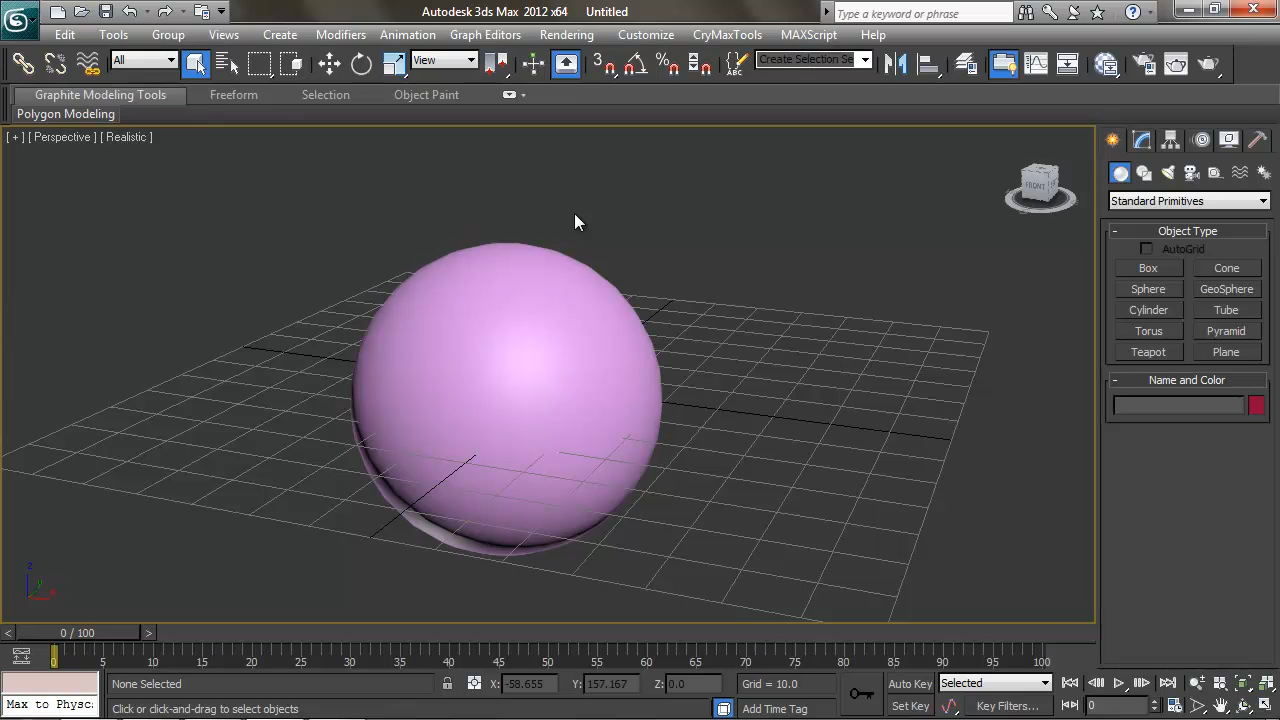 Autodesk 3ds Max 2012 x64 Untitled
Type a keyword or phrase
Edit Tools Group Views Create Modifiers Animation Graph Editors Rendering Customize CryMaxTools MAXScript Help
All View 3 Create Selection Se
Graphite Modeling Tools Freeform Selection Object Paint
Polygon Modeling
[ + ] [ Perspective ] [ Realistic ]
FRONT
Standard Primitives
- Object Type
AutoGrid
Box Cone
Sphere GeoSphere
Cylinder Tube
Torus Pyramid
Teapot Plane
- Name and Color
z
y
x
< 0 / 100 >
0 5 10 15 20 25 30 35 40 45 50 55 60 65 70 75 80 85 90 95 100
None Selected X: -58.655 Y: 157.167 Z: 0.0 Grid = 10.0 Auto Key Selected
Max to Physc: Click or click-and-drag to select objects Add Time Tag Set Key Key Filters... 0